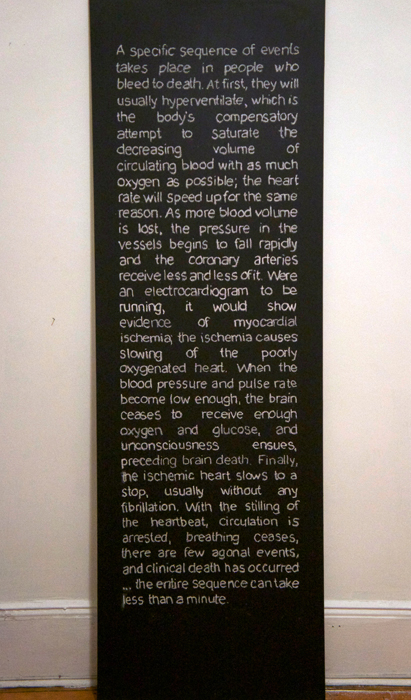 A specific sequence of events
takes place in people who
bleed to death. At first, they will
usually hyperventilate, which is
the body's compensatory
attempt to saturate the
decreasing volume of
circulating blood with as much
oxygen as possible; the heart
rate will speed up for the same
reason. As more blood volume
is lost, the pressure in the
vessels begins to fall rapidly
and the coronary arteries
receive less and less of it. Were
an electrocardiogram to be
running, it would show
evidence of myocardial
ischemia; the ischemia causes
slowing of the poorly
oxygenated heart. When the
blood pressure and pulse rate
become low enough, the brain
ceases to receive enough
oxygen and glucose, and
unconsciousness ensues,
preceding brain death. Finally,
the ischemic heart slows to a
stop, usually without any
fibrillation. With the stilling of
the heartbeat, circulation is
arrested, breathing ceases,
there are few agonal events,
and clinical death has occurred
... the entire sequence can take
less than a minute.